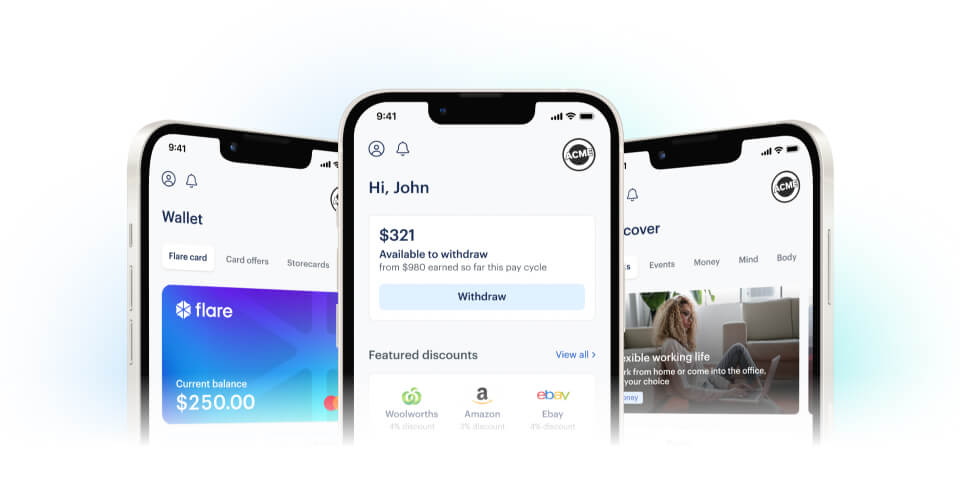 9:41
Wallet
Flare card
Card offers
Storecards
flare
Current balance
$250.00
9:41
ACME
Hi, John
$321
Available to withdraw
from $980 earned so far this pay cycle
Withdraw
Featured discounts
View all >
Woolworths
Amazon
ebay
Ebay
4% discount
3% discount
4% discount
ACME
cover
s
Events
Money
Mind
Body
exible working life
rk from home or come into the office,
your choice
oney